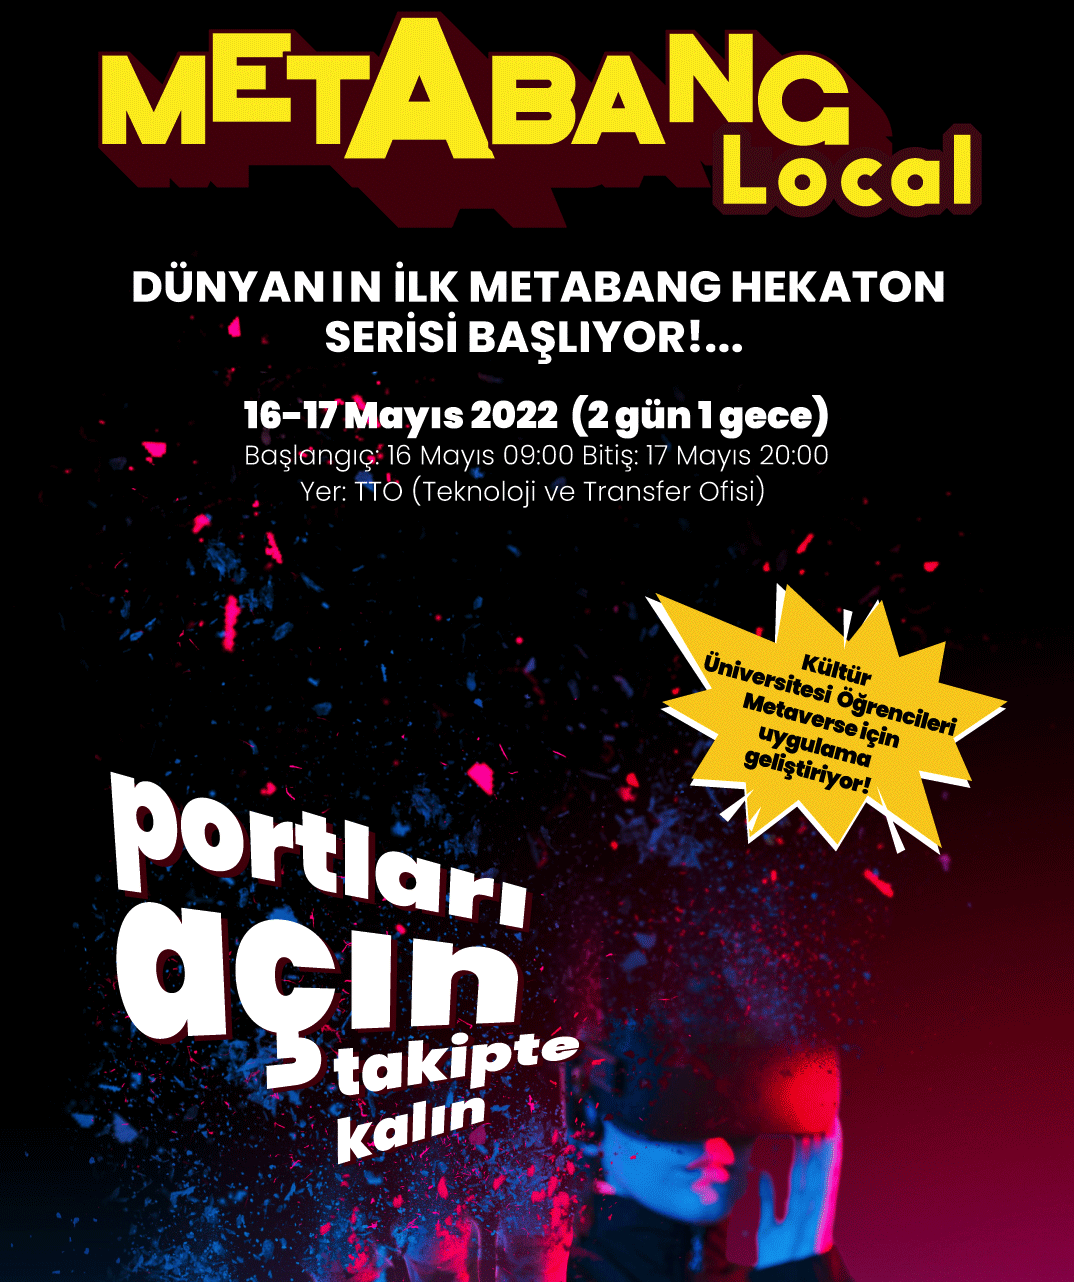 METABANG
Local
DÜNYANIN İLK METABANG HEKATON
SERİSİ BAŞLIYOR!...
16-17 Mayıs 2022 (2 gün 1 gece)
Başlangıç: 16 Mayıs 09:00 Bitiş: 17 Mayıs 20:00
Yer: TTO (Teknoloji ve Transfer Ofisi)
Kültür
Üniversitesi Öğrencileri
Metaverse için
uygulama
geliştiriyor!
portları
açın
takipte
kalın